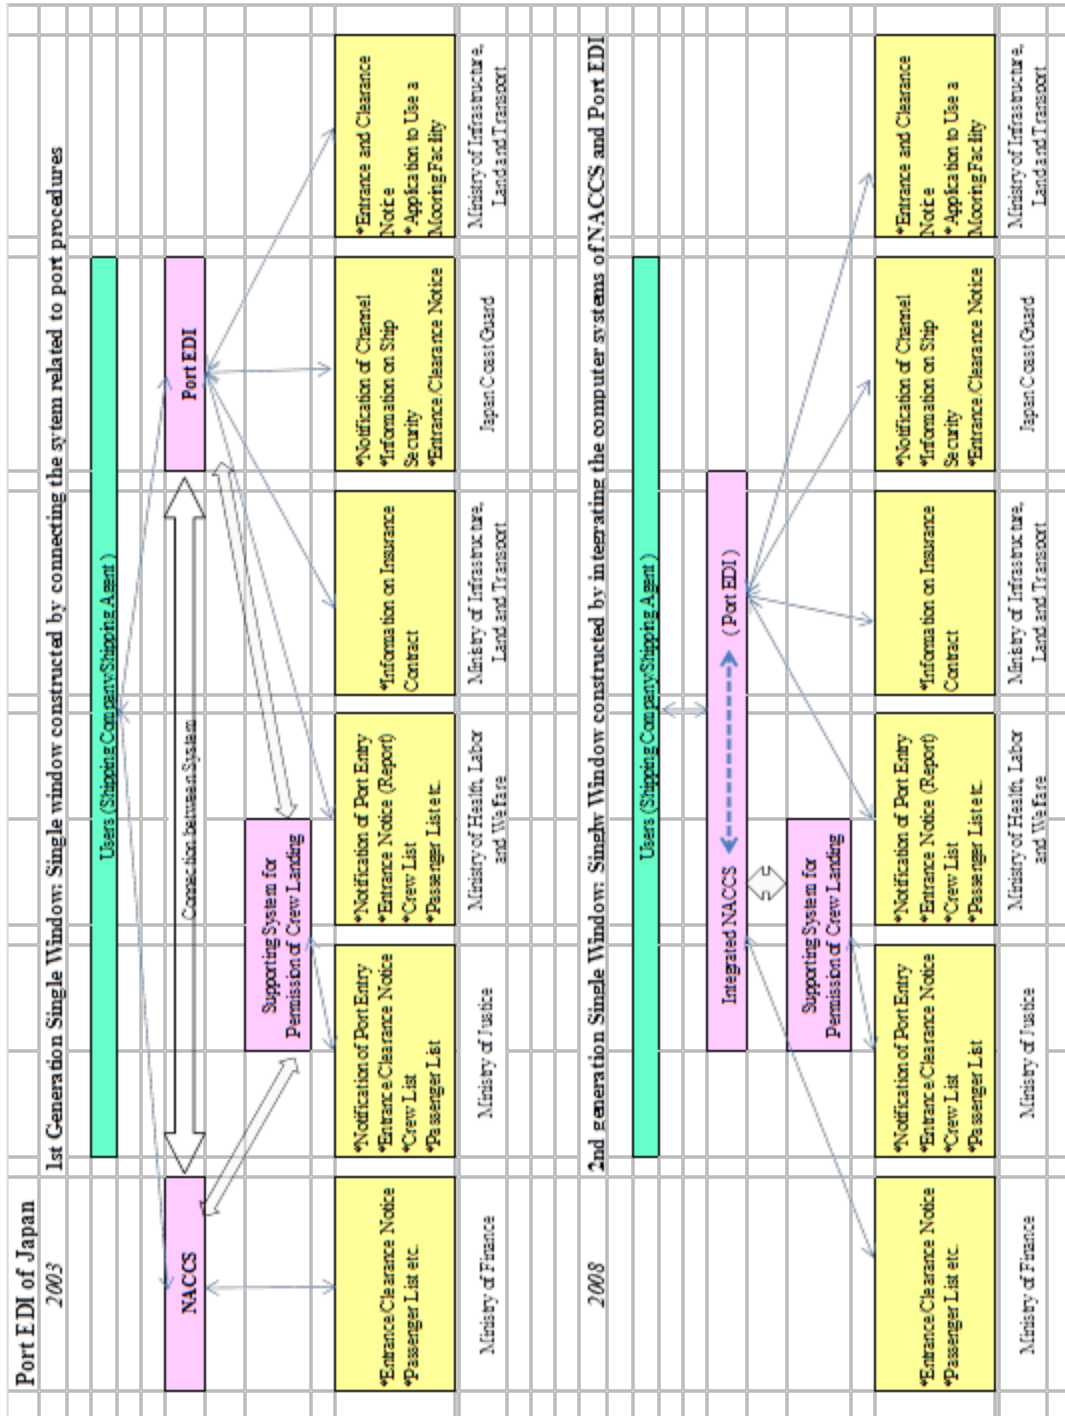 Port EDI of Japan
2003
1st Generation Single Window: Single window constructed by connecting the sytem related to port procedures
Users (Shipping Company/Shipping Agent )
NACCS
Connection between System
Port EDI
Supporting System for
Permission of Crew Landing
*Entrance/Clearance Notice
*Passenger List etc.
Ministry of Finance
*Notification of Port Entry
*Entrance/Clearance Notice
*Crew List
*Passenger List
Ministry of Justice
*Notification of Port Entry
*Entrance Notice (Report)
*Crew List
*Passenger List etc.
Ministry of Health, Labor
and Welfare
*Information on Insurance
Contract
Ministry of Infrastructure,
Land and Transport
*Notification of Channel
*Information on Ship
Security
*Entrance/Clearance Notice
Japan Coast Guard
*Entrance and Clearance
Notice
*Application to Use a
Mooring Facility
Ministry of Infrastructure,
Land and Transport
2008
2nd generation Single Window: Singlw Window constructed by integrating the computer systems of NACCS and Port EDI
Users (Shipping Company/Shipping Agent )
Integrated NACCS
( Port EDI )
Supporting System for
Permission of Crew Landing
*Entrance/Clearance Notice
*Passenger List etc.
Ministry of Finance
*Notification of Port Entry
*Entrance/Clearance Notice
*Crew List
*Passenger List
Ministry of Justice
*Notification of Port Entry
*Entrance Notice (Report)
*Crew List
*Passenger List etc.
Ministry of Health, Labor
and Welfare
*Information on Insurance
Contract
Ministry of Infrastructure,
Land and Transport
*Notification of Channel
*Information on Ship
Security
*Entrance/Clearance Notice
Japan Coast Guard
*Entrance and Clearance
Notice
*Application to Use a
Mooring Facility
Ministry of Infrastructure,
Land and Transport